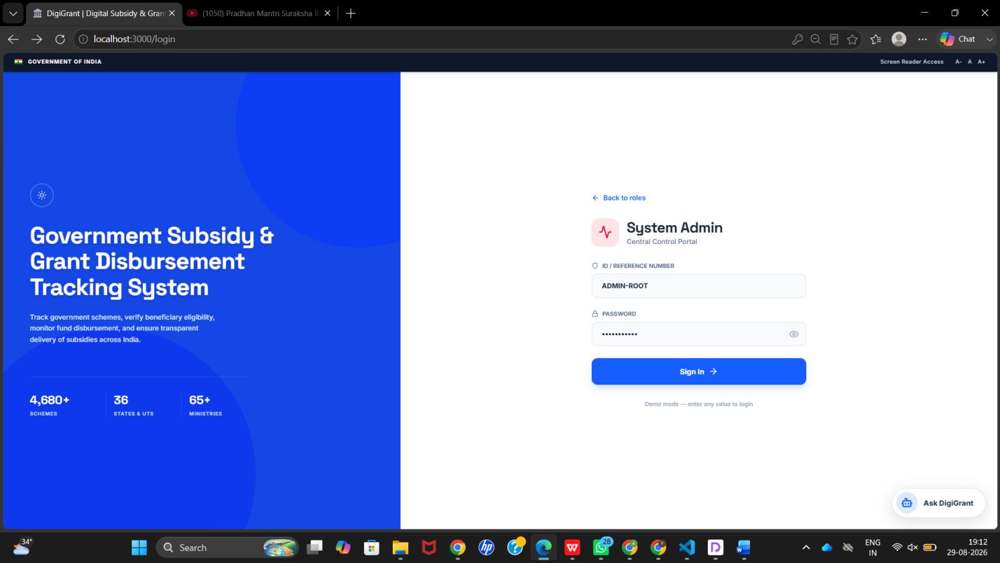 DigiGrant | Digital Subsidy & Gran
(1050) Pradhan Mantri Suraksha B
localhost:3000/login
Chat
GOVERNMENT OF INDIA
Screen Reader Access A- A A+
Government Subsidy &
Grant Disbursement
Tracking System
Track government schemes, verify beneficiary eligibility,
monitor fund disbursement, and ensure transparent
delivery of subsidies across India.
4,680+ 36 65+
SCHEMES STATES & UTS MINISTRIES
Back to roles
System Admin
Central Control Portal
ID / REFERENCE NUMBER
ADMIN-ROOT
PASSWORD
•••••••••••
Sign In
Demo mode — enter any value to login
Ask DigiGrant
34°
Search
28
ENG
IN
19:12
29-08-2026